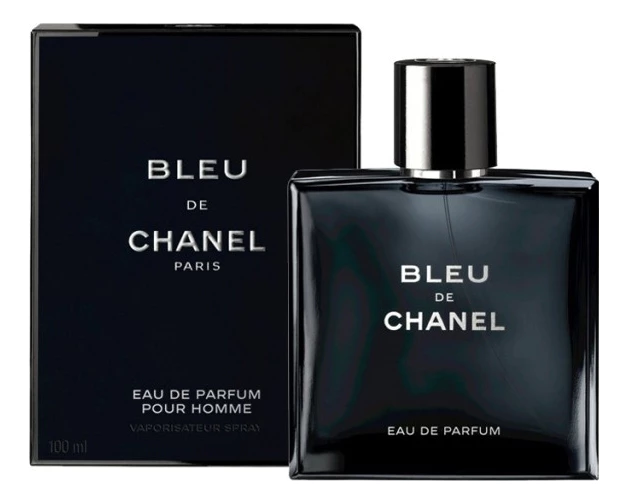 BLEU
DE
CHANEL
PARIS
EAU DE PARFUM
POUR HOMME
VAPORISATEUR SPRAY
100 ml
BLEU
DE
CHANEL
EAU DE PARFUM